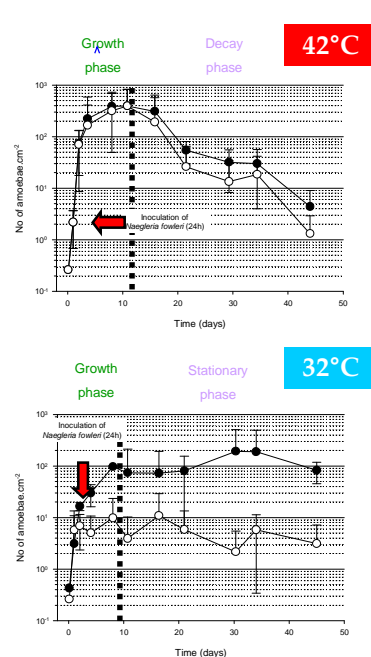 Growth
phase
Decay
phase
42°C
10³
10²
10¹
10⁰
10⁻¹
No of amoebae.cm⁻²
Inoculation of
Naegleria fowleri (24h)
0 10 20 30 40 50
Time (days)
Growth
phase
Stationary
phase
32°C
Inoculation of
Naegleria fowleri (24h)
10³
10²
10¹
10⁰
10⁻¹
No of amoebae.cm⁻²
0 10 20 30 40 50
Time (days)